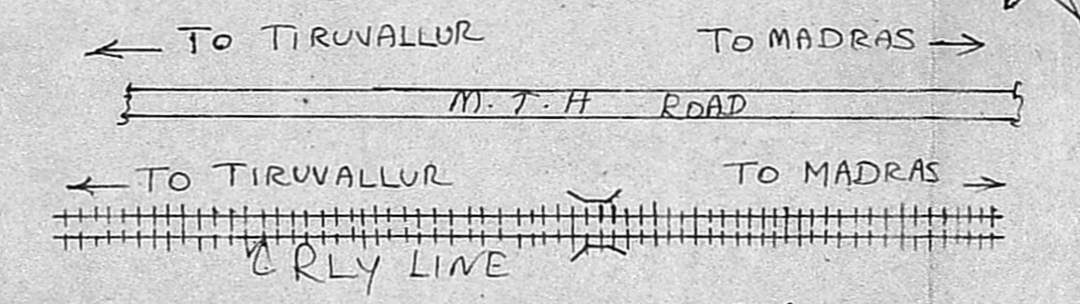 TO TIRUVALLUR TO MADRAS
M.T.H ROAD
TO TIRUVALLUR TO MADRAS
RLY LINE